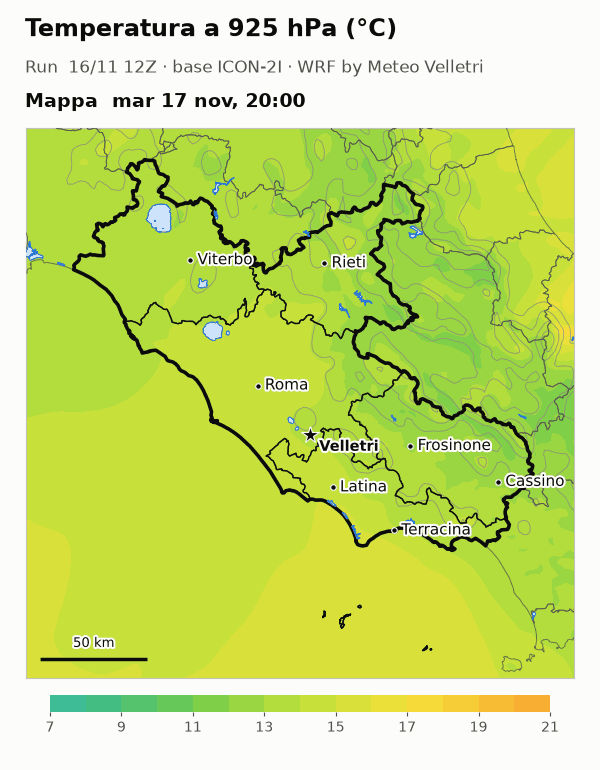 Temperatura a 925 hPa (°C)
Run  16/11 12Z · base ICON-2I · WRF by Meteo Velletri
Mappa  mar 17 nov, 20:00
Viterbo
Rieti
Roma
Velletri
Frosinone
Latina
Cassino
Terracina
50 km
7 9 11 13 15 17 19 21